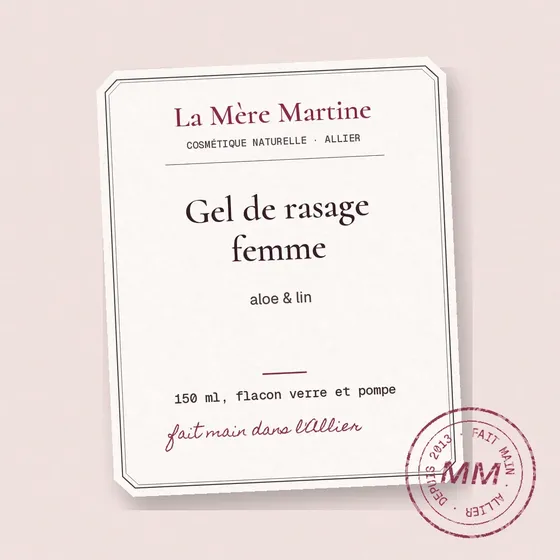 La Mère Martine
COSMÉTIQUE NATURELLE · ALLIER
Gel de rasage
femme
aloe & lin
150 ml, flacon verre et pompe
fait main dans l'Allier
DEPUIS 2013 · FAIT MAIN · ALLIER ·
MM